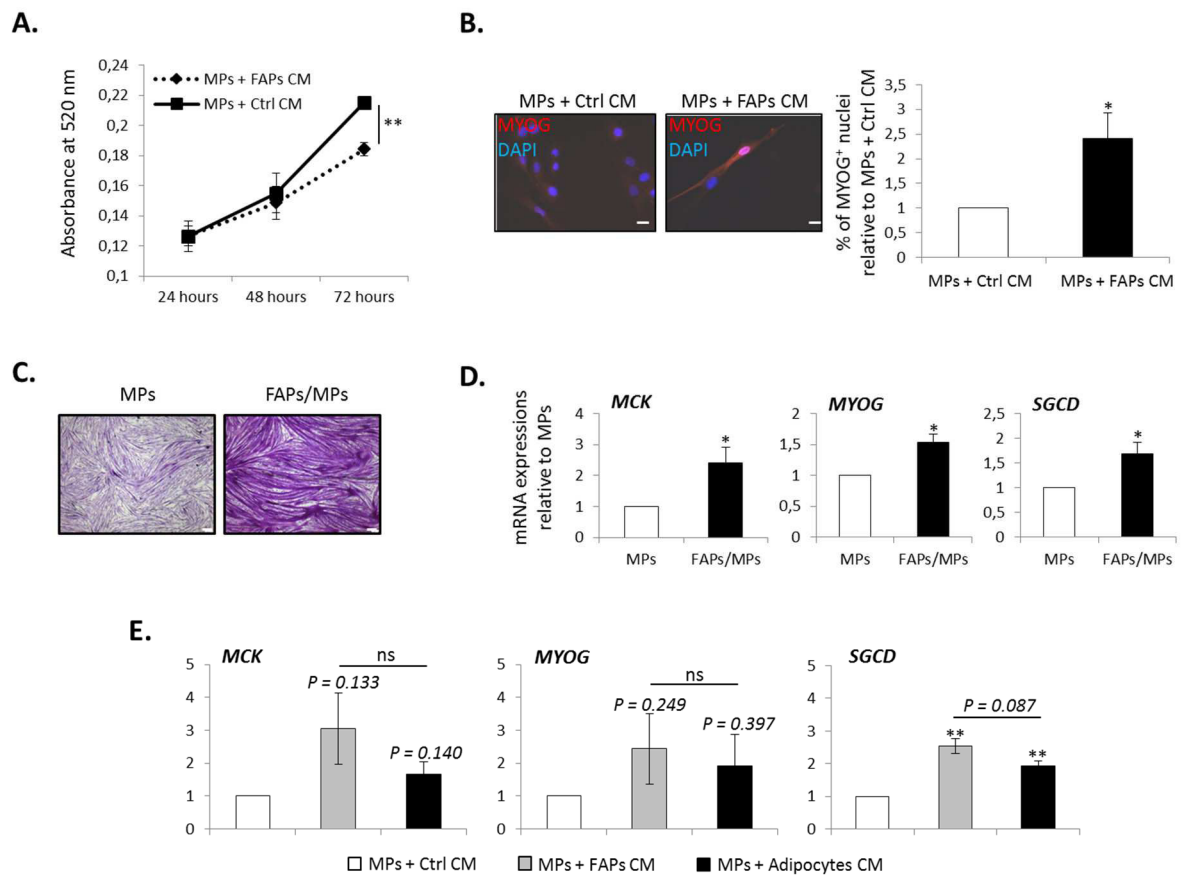 A.
Absorbance at 520 nm
0,24
0,22
0,2
0,18
0,16
0,14
0,12
0,1
MPs + FAPs CM
MPs + Ctrl CM
**
24 hours
48 hours
72 hours
B.
MPs + Ctrl CM
MPs + FAPs CM
MYOG
DAPI
MYOG
DAPI
% of MYOG+ nuclei
relative to MPs + Ctrl CM
3,5
3
2,5
2
1,5
1
0,5
0
*
MPs + Ctrl CM
MPs + FAPs CM
C.
MPs
FAPs/MPs
D.
mRNA expressions
relative to MPs
MCK
4
3
2
1
0
*
MPs
FAPs/MPs
MYOG
2
1,5
1
0,5
0
*
MPs
FAPs/MPs
SGCD
2,5
2
1,5
1
0,5
0
*
MPs
FAPs/MPs
E.
MCK
5
4
3
2
1
0
ns
P = 0.133
P = 0.140
MYOG
5
4
3
2
1
0
ns
P = 0.249
P = 0.397
SGCD
5
4
3
2
1
0
P = 0.087
**
**
MPs + Ctrl CM
MPs + FAPs CM
MPs + Adipocytes CM